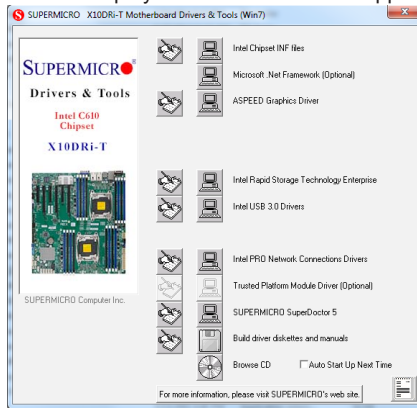 SUPERMICRO X10DRi-T Motherboard Drivers & Tools (Win7)
SUPERMICRO®
Drivers & Tools
Intel C610
Chipset
X10DRi-T
SUPERMICRO Computer Inc.
Intel Chipset INF files
Microsoft .Net Framework (Optional)
ASPEED Graphics Driver
Intel Rapid Storage Technology Enterprise
Intel USB 3.0 Drivers
Intel PRO Network Connections Drivers
Trusted Platform Module Driver (Optional)
SUPERMICRO SuperDoctor 5
Build driver diskettes and manuals
Browse CD
Auto Start Up Next Time
For more information, please visit SUPERMICRO's web site.